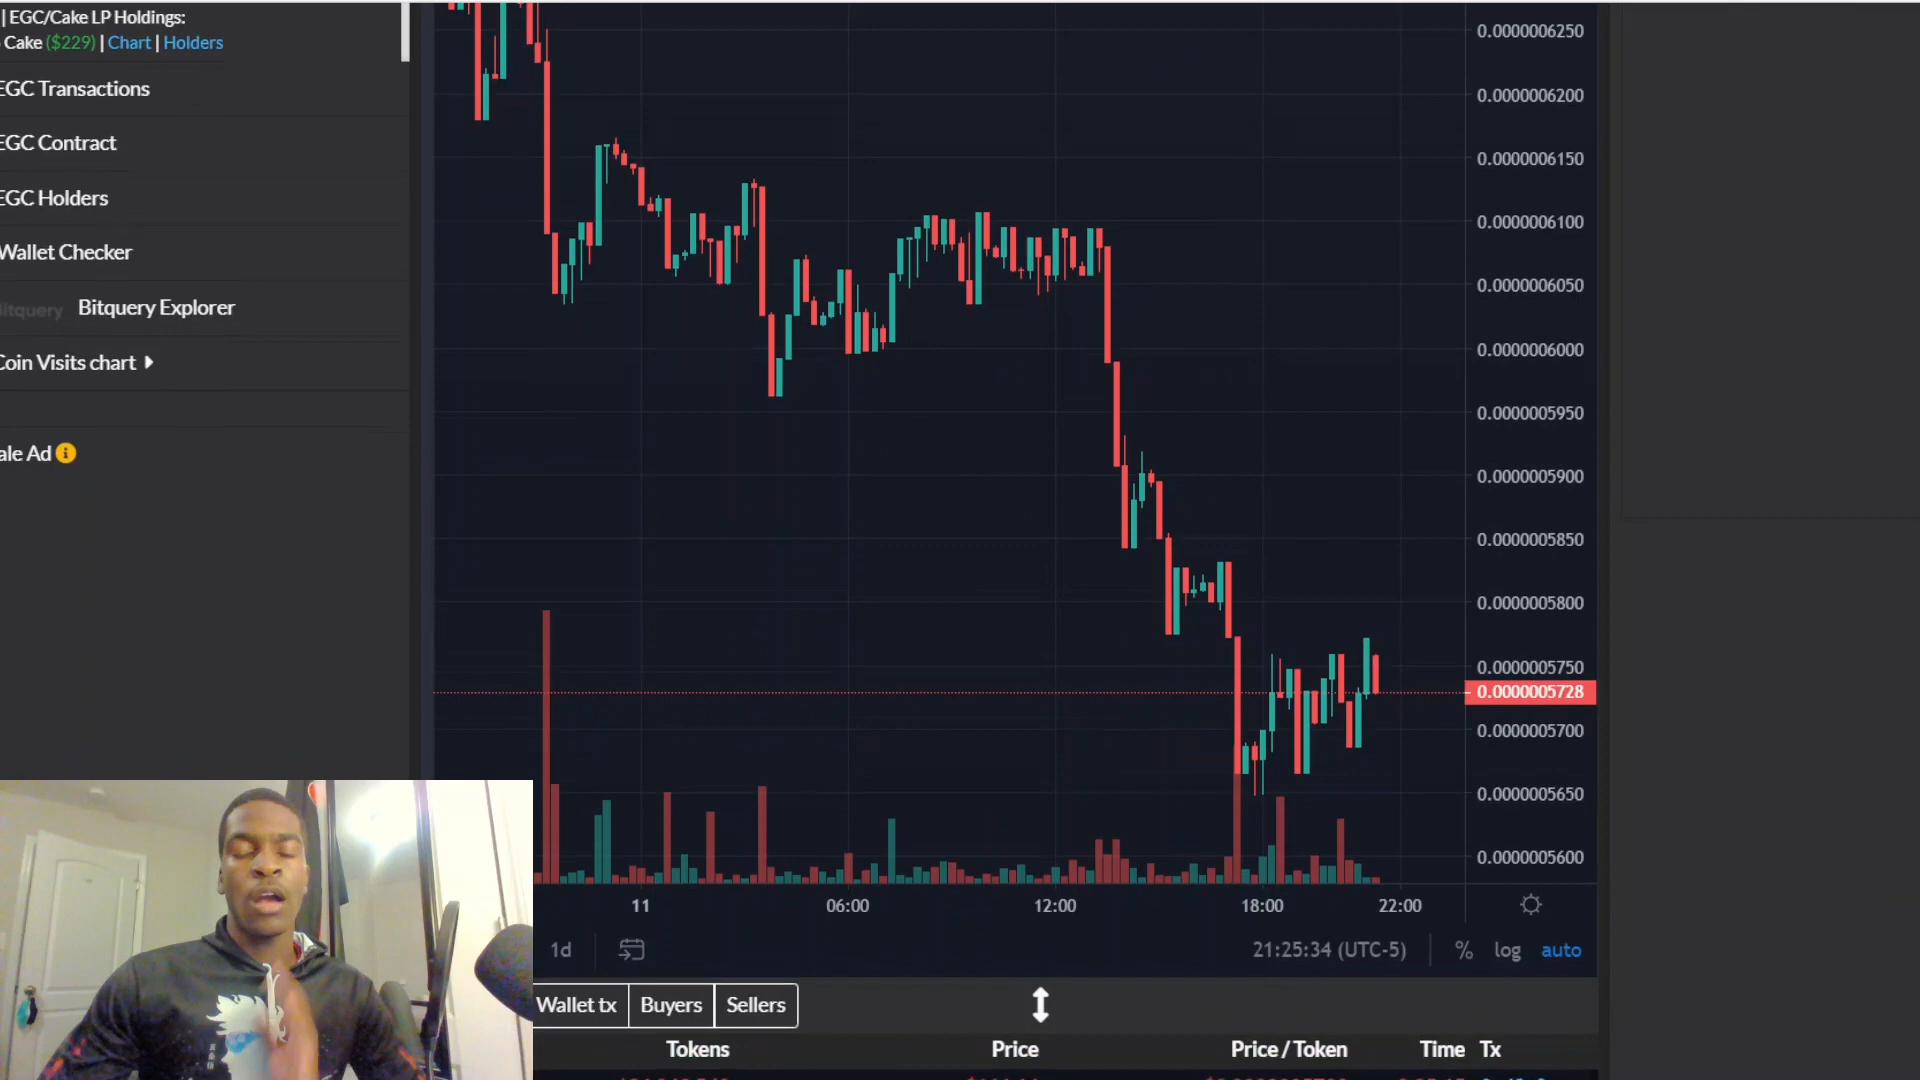 | EGC/Cake LP Holdings:
Cake ($229) | Chart | Holders
EGC Transactions
EGC Contract
EGC Holders
Wallet Checker
Bitquery Explorer
Coin Visits chart
ale Ad
0.0000006250
0.0000006200
0.0000006150
0.0000006100
0.0000006050
0.0000006000
0.0000005950
0.0000005900
0.0000005850
0.0000005800
0.0000005750
0.0000005728
0.0000005700
0.0000005650
0.0000005600
11 06:00 12:00 18:00 22:00
1d 21:25:34 (UTC-5) % log auto
Wallet tx Buyers Sellers
Tokens Price Price / Token Time Tx